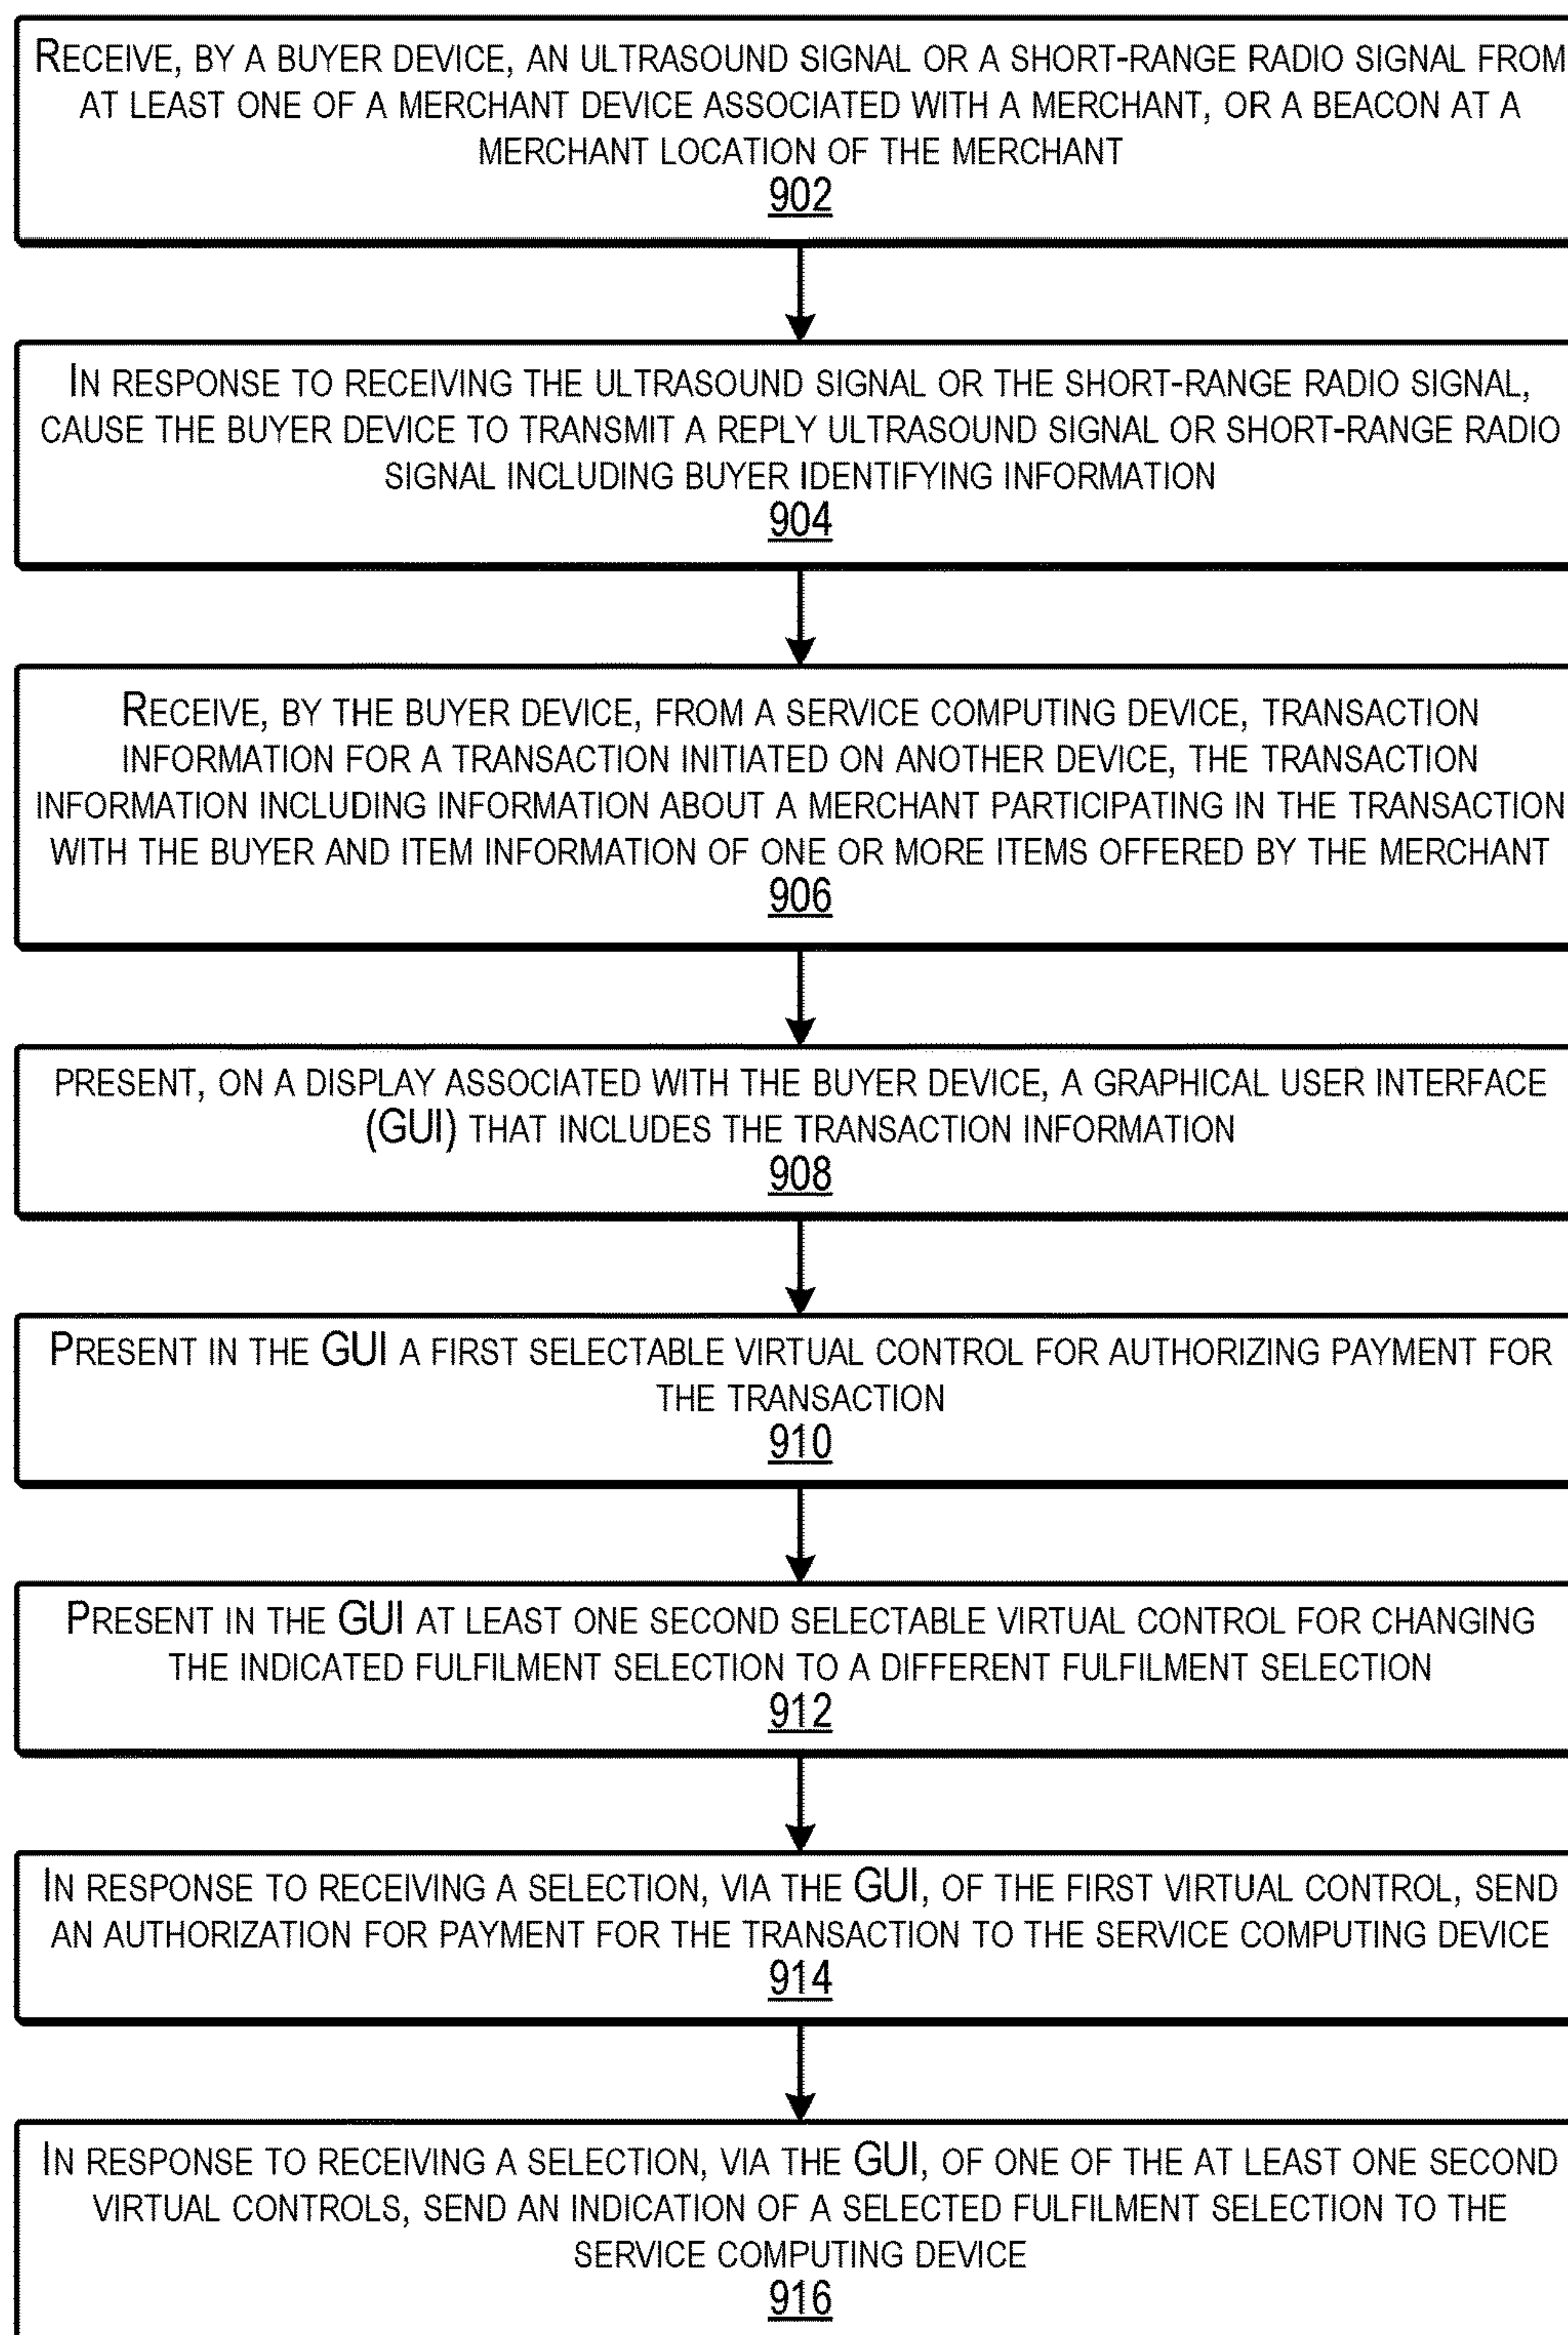 RECEIVE, BY A BUYER DEVICE, AN ULTRASOUND SIGNAL OR A SHORT-RANGE RADIO SIGNAL FROM
AT LEAST ONE OF A MERCHANT DEVICE ASSOCIATED WITH A MERCHANT, OR A BEACON AT A
MERCHANT LOCATION OF THE MERCHANT
902
IN RESPONSE TO RECEIVING THE ULTRASOUND SIGNAL OR THE SHORT-RANGE RADIO SIGNAL,
CAUSE THE BUYER DEVICE TO TRANSMIT A REPLY ULTRASOUND SIGNAL OR SHORT-RANGE RADIO
SIGNAL INCLUDING BUYER IDENTIFYING INFORMATION
904
RECEIVE, BY THE BUYER DEVICE, FROM A SERVICE COMPUTING DEVICE, TRANSACTION
INFORMATION FOR A TRANSACTION INITIATED ON ANOTHER DEVICE, THE TRANSACTION
INFORMATION INCLUDING INFORMATION ABOUT A MERCHANT PARTICIPATING IN THE TRANSACTION
WITH THE BUYER AND ITEM INFORMATION OF ONE OR MORE ITEMS OFFERED BY THE MERCHANT
906
PRESENT, ON A DISPLAY ASSOCIATED WITH THE BUYER DEVICE, A GRAPHICAL USER INTERFACE
(GUI) THAT INCLUDES THE TRANSACTION INFORMATION
908
PRESENT IN THE GUI A FIRST SELECTABLE VIRTUAL CONTROL FOR AUTHORIZING PAYMENT FOR
THE TRANSACTION
910
PRESENT IN THE GUI AT LEAST ONE SECOND SELECTABLE VIRTUAL CONTROL FOR CHANGING
THE INDICATED FULFILMENT SELECTION TO A DIFFERENT FULFILMENT SELECTION
912
IN RESPONSE TO RECEIVING A SELECTION, VIA THE GUI, OF THE FIRST VIRTUAL CONTROL, SEND
AN AUTHORIZATION FOR PAYMENT FOR THE TRANSACTION TO THE SERVICE COMPUTING DEVICE
914
IN RESPONSE TO RECEIVING A SELECTION, VIA THE GUI, OF ONE OF THE AT LEAST ONE SECOND
VIRTUAL CONTROLS, SEND AN INDICATION OF A SELECTED FULFILMENT SELECTION TO THE
SERVICE COMPUTING DEVICE
916